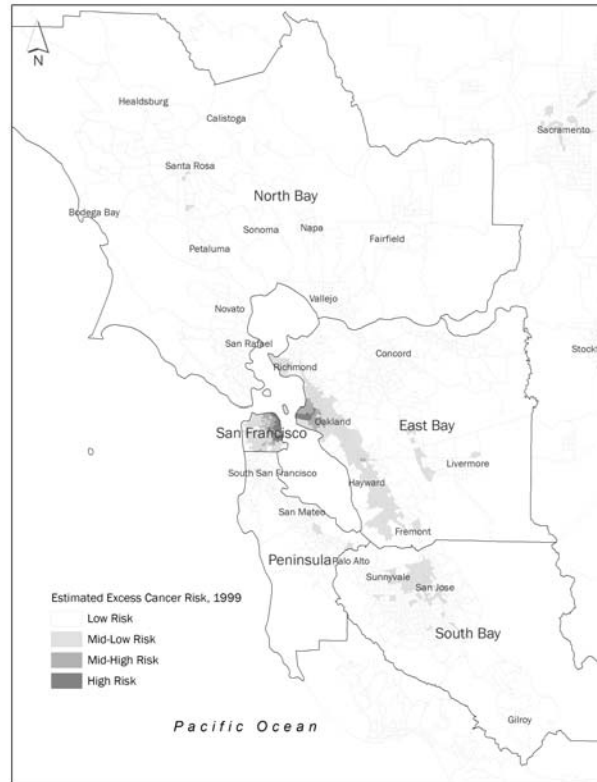 N
Healdsburg
Calistoga
Sacramento
Santa Rosa
North Bay
Bodega Bay
Sonoma
Napa
Fairfield
Petaluma
Vallejo
Novato
San Rafael
Concord
Stockt
Richmond
Oakland
East Bay
San Francisco
Livermore
South San Francisco
Hayward
San Mateo
Fremont
Peninsula
Palo Alto
Sunnyvale
San Jose
Estimated Excess Cancer Risk, 1999
Low Risk
Mid-Low Risk
Mid-High Risk
High Risk
South Bay
Gilroy
Pacific Ocean